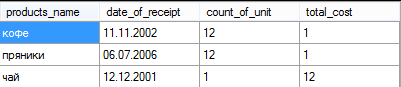 products_name date_of_receipt count_of_unit total_cost
кофе 11.11.2002 12 1
пряники 06.07.2006 12 1
чай 12.12.2001 1 12